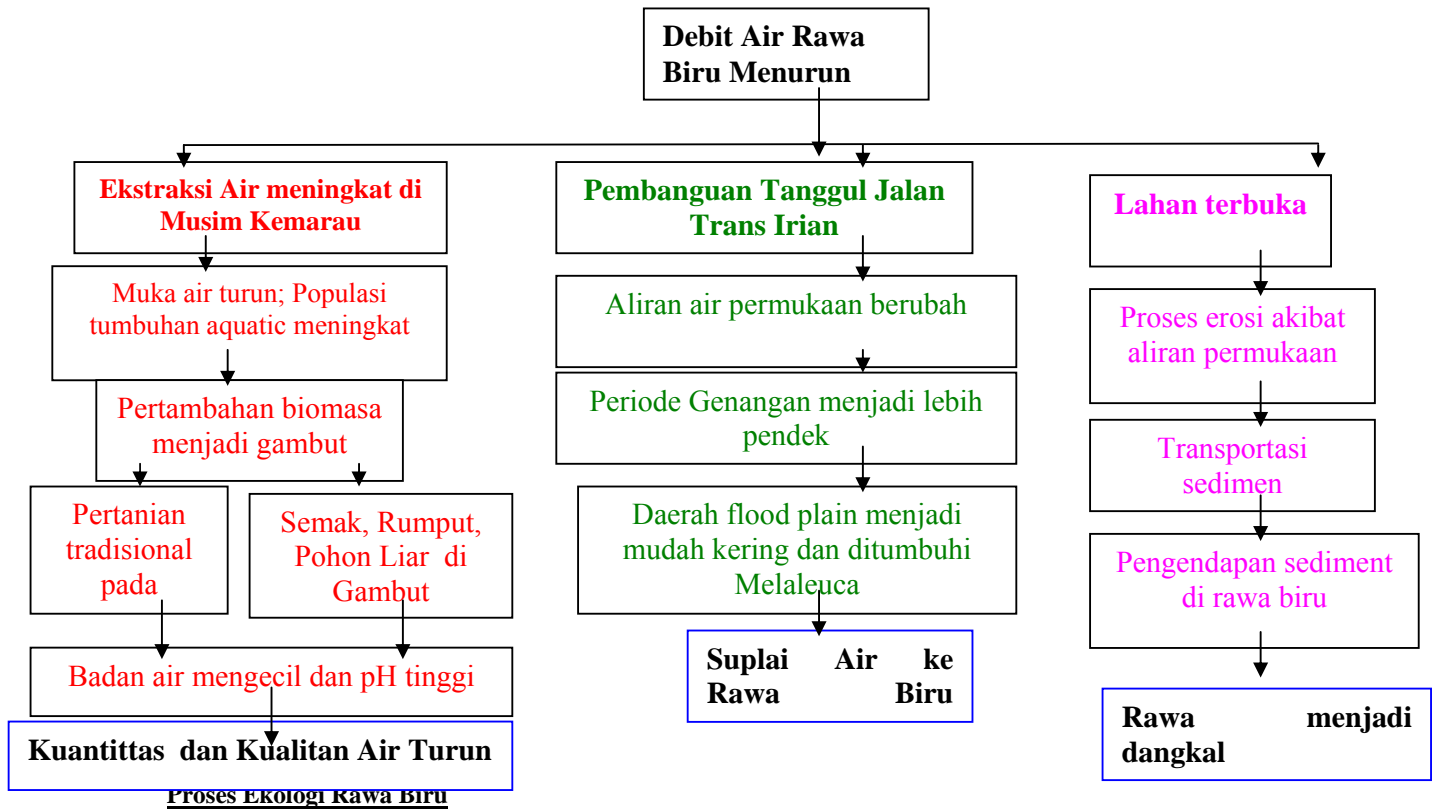 Debit Air Rawa
Biru Menurun
Ekstraksi Air meningkat di
Musim Kemarau
Muka air turun; Populasi
tumbuhan aquatic meningkat
Pertambahan biomasa
menjadi gambut
Pertanian
tradisional
pada
Semak, Rumput,
Pohon Liar di
Gambut
Badan air mengecil dan pH tinggi
Kuantittas dan Kualitan Air Turun
Pembanguan Tanggul Jalan
Trans Irian
Aliran air permukaan berubah
Periode Genangan menjadi lebih
pendek
Daerah flood plain menjadi
mudah kering dan ditumbuhi
Melaleuca
Suplai Air ke
Rawa Biru
Lahan terbuka
Proses erosi akibat
aliran permukaan
Transportasi
sedimen
Pengendapan sediment
di rawa biru
Rawa menjadi
dangkal
Proses Ekologi Rawa Biru